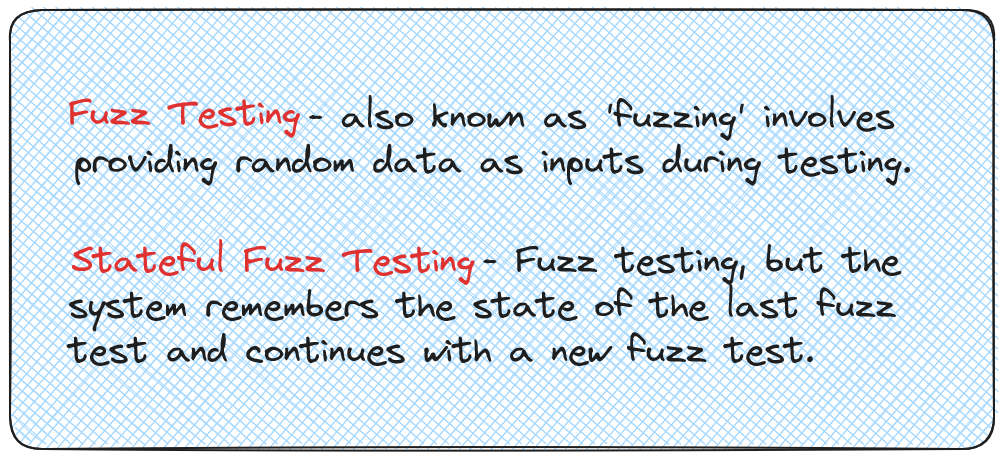 Fuzz Testing - also known as 'fuzzing' involves
providing random data as inputs during testing.
Stateful Fuzz Testing - Fuzz testing, but the
system remembers the state of the last fuzz
test and continues with a new fuzz test.